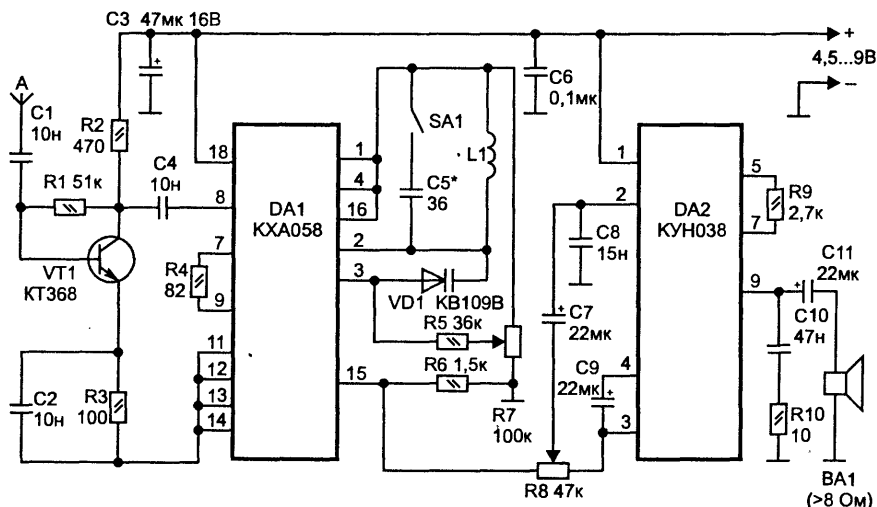 C3 47мк 16В
+
4,5...9В
–
A
C1
10н
R2
470
C6
0,1мк
SA1
L1
18
1
1
5
C4
10н
R1 51к
8
DA1
КХА058
4
16
C5*
36
2
DA2
КУН038
R9
2,7к
7
VT1
КТ368
7
R4
82
9
2
3
VD1
КВ109В
C8
15н
C7
22мк
9
C11
22мк
C10
47н
R5 36к
R6 1,5к
C9
22мк
4
11
12
13
14
15
C2
10н
R3
100
R7
100к
3
R10
10
R8 47к
BA1
(>8 Ом)